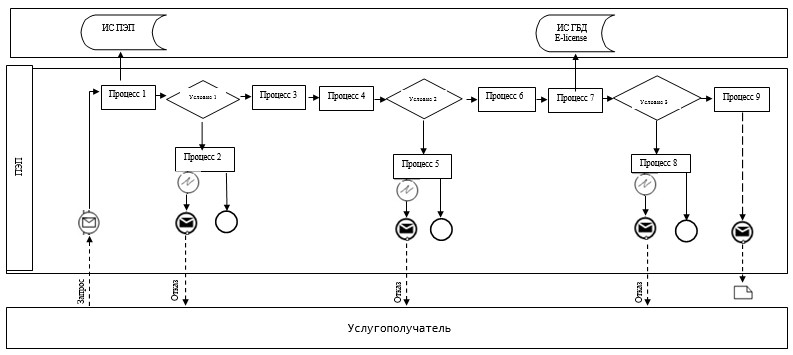 ИС ПЭП
ИС ГБД
E-license
ПЭП
Процесс 1
Условие 1
Процесс 3
Процесс 4
Условие 2
Процесс 6
Процесс 7
Условие 3
Процесс 9
Процесс 2
Процесс 5
Процесс 8
Запрос
Отказ
Отказ
Отказ
Услугополучатель